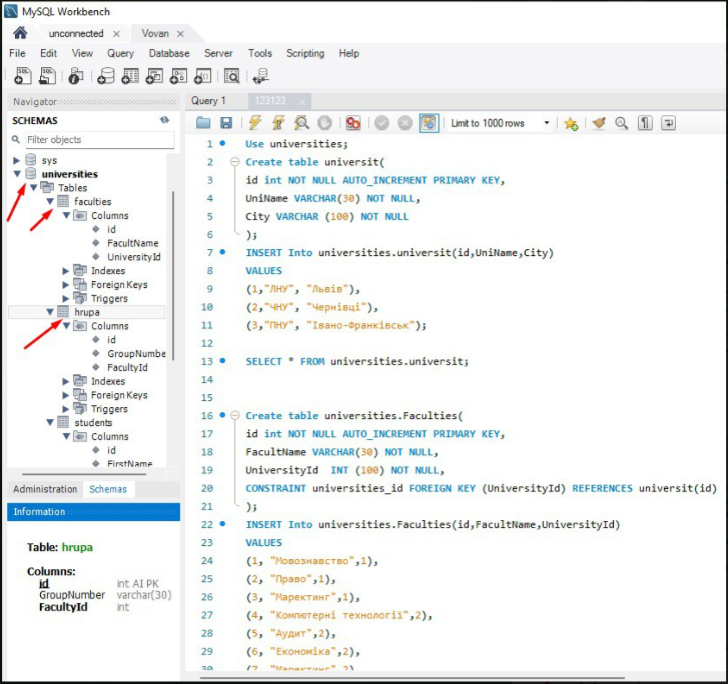 MySQL Workbench
unconnected
Vovan
File Edit View Query Database Server Tools Scripting Help
Navigator
SCHEMAS
Filter objects
sys
universities
Tables
faculties
Columns
id
FacultName
UniversityId
Indexes
Foreign Keys
Triggers
hrupa
Columns
id
GroupNumbe
FacultyId
Indexes
Foreign Keys
Triggers
students
Columns
id
FirstName
Administration Schemas
Information
Table: hrupa
Columns:
id int AI PK
GroupNumber varchar(30)
FacultyId int
Query 1 123123
Limit to 1000 rows
1 Use universities;
2 Create table universit(
3 id int NOT NULL AUTO_INCREMENT PRIMARY KEY,
4 UniName VARCHAR(30) NOT NULL,
5 City VARCHAR (100) NOT NULL
6 );
7 INSERT Into universities.universit(id,UniName,City)
8 VALUES
9 (1,"ЛНУ", "Львів"),
10 (2,"ЧНУ", "Чернівці"),
11 (3,"ПНУ", "Івано-Франківськ");
12
13 SELECT * FROM universities.universit;
14
15
16 Create table universities.Faculties(
17 id int NOT NULL AUTO_INCREMENT PRIMARY KEY,
18 FacultName VARCHAR(30) NOT NULL,
19 UniversityId INT (100) NOT NULL,
20 CONSTRAINT universities_id FOREIGN KEY (UniversityId) REFERENCES universit(id)
21 );
22 INSERT Into universities.Faculties(id,FacultName,UniversityId)
23 VALUES
24 (1, "Мовознавство",1),
25 (2, "Право",1),
26 (3, "Маректинг",1),
27 (4, "Компютерні технології",2),
28 (5, "Аудит",2),
29 (6, "Економіка",2),
30 (7, "Маректинг",2)